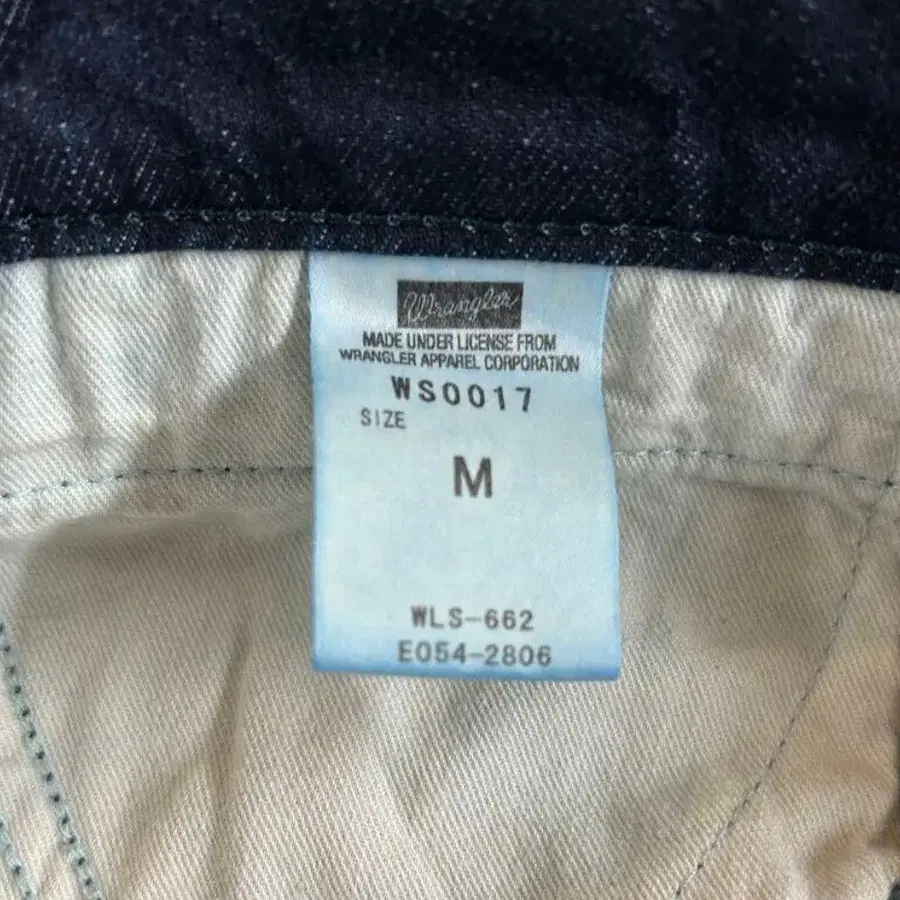 Wrangler
MADE UNDER LICENSE FROM
WRANGLER APPAREL CORPORATION
WS0017
SIZE
M
WLS-662
E054-2806